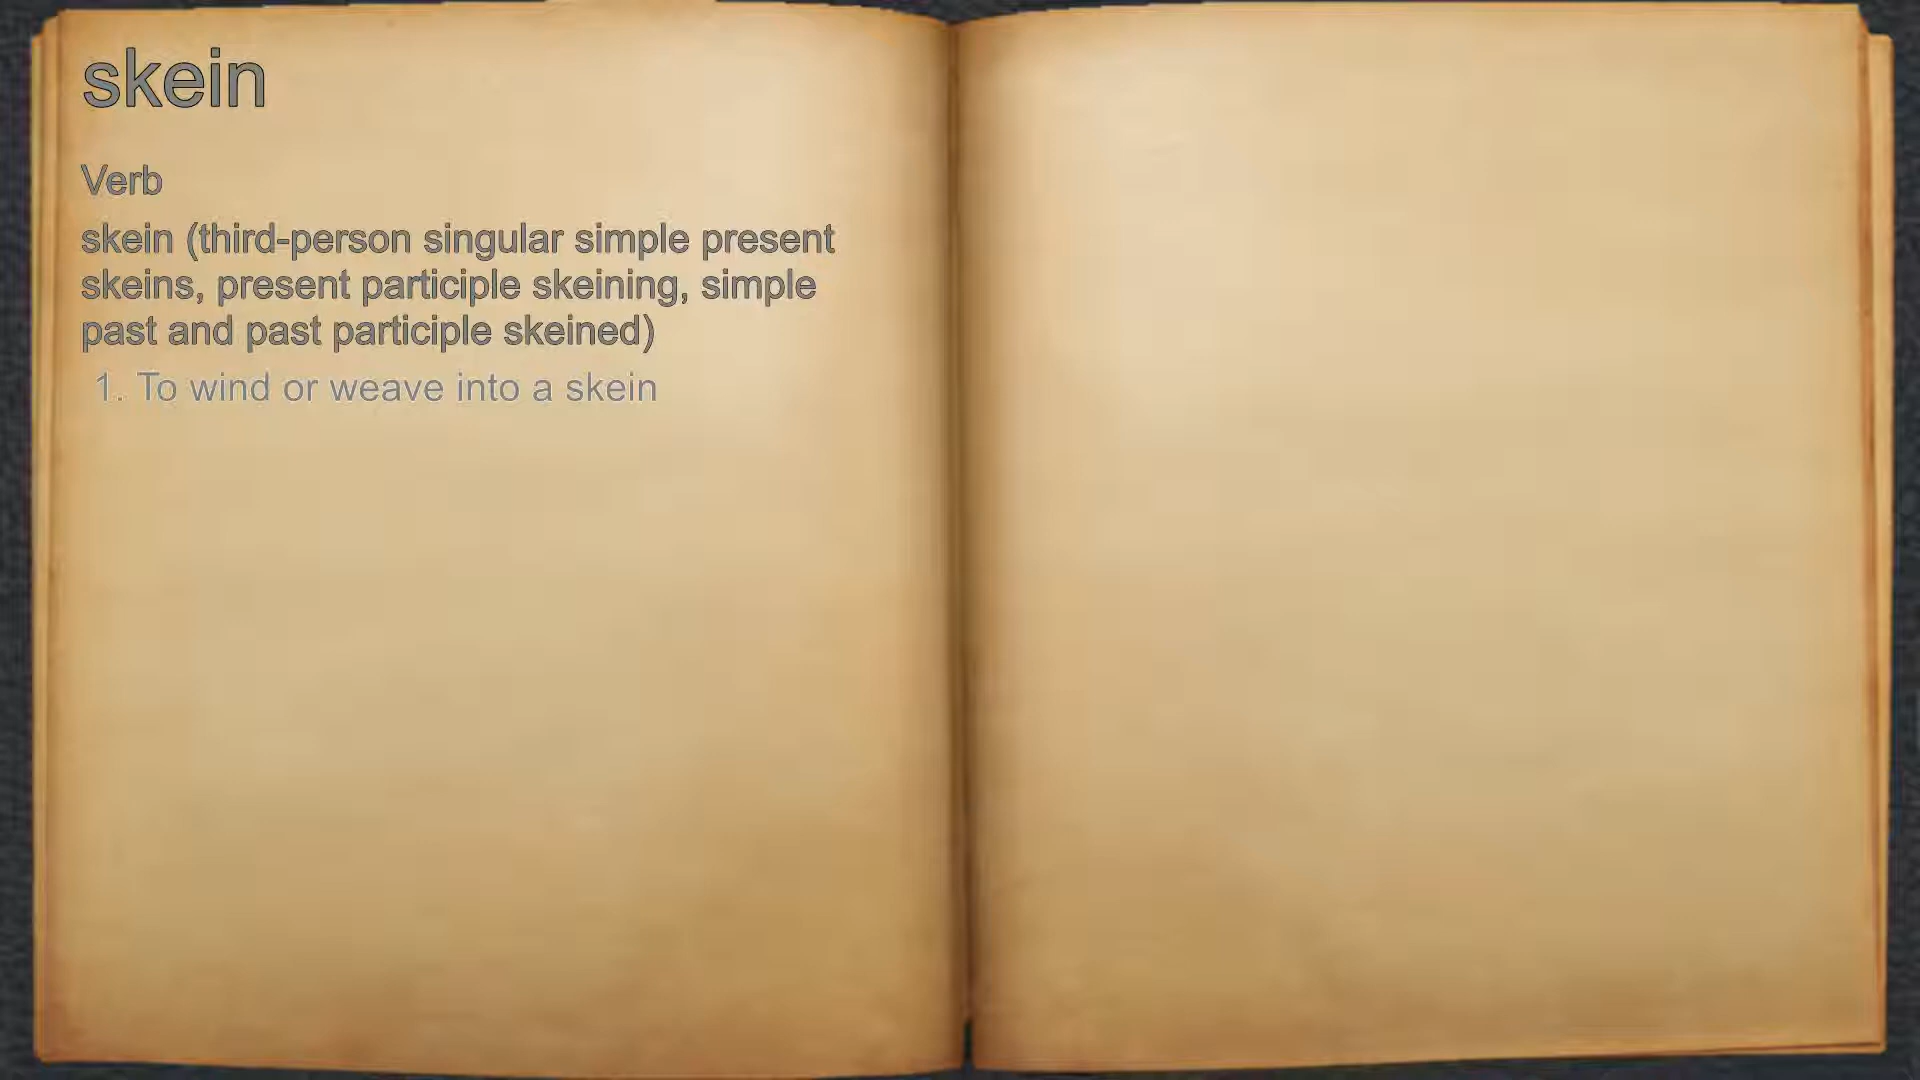 skein
Verb
skein (third-person singular simple present
skeins, present participle skeining, simple
past and past participle skeined)
1. To wind or weave into a skein